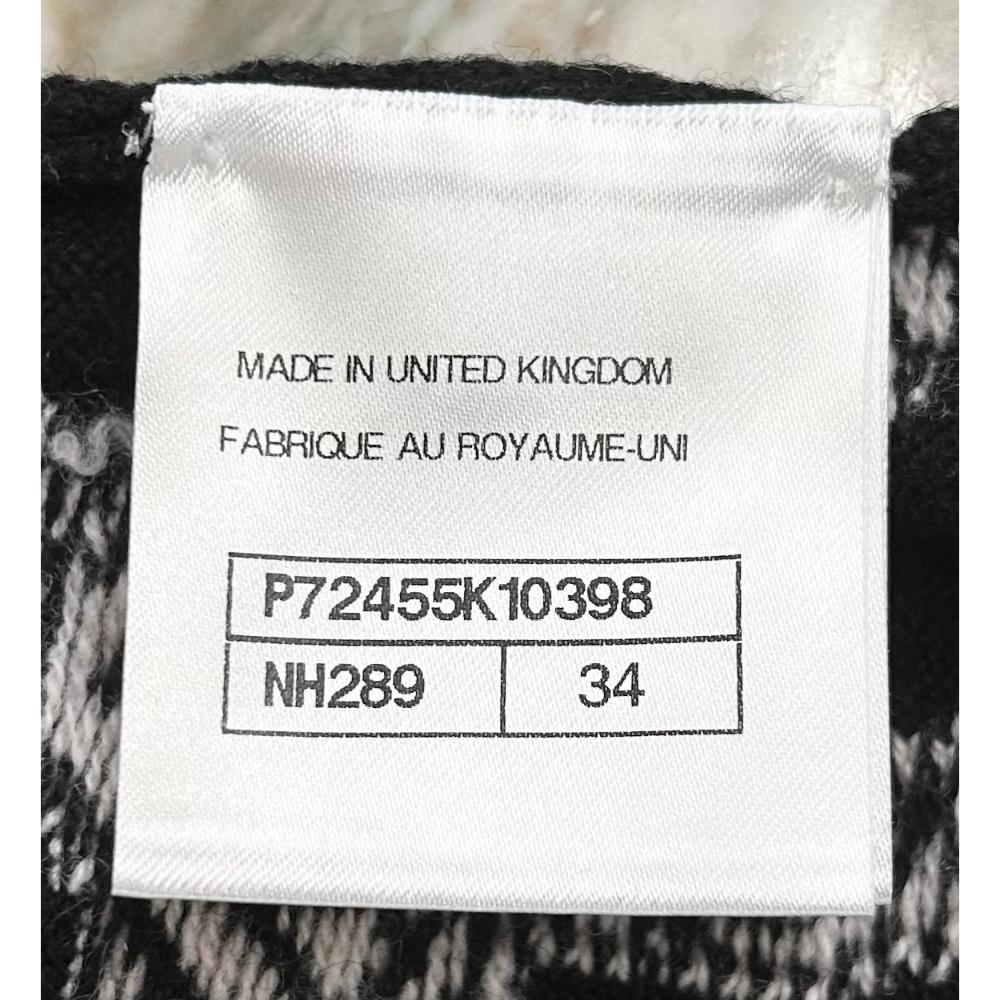 MADE IN UNITED KINGDOM
FABRIQUE AU ROYAUME-UNI
P72455K10398
NH289 34